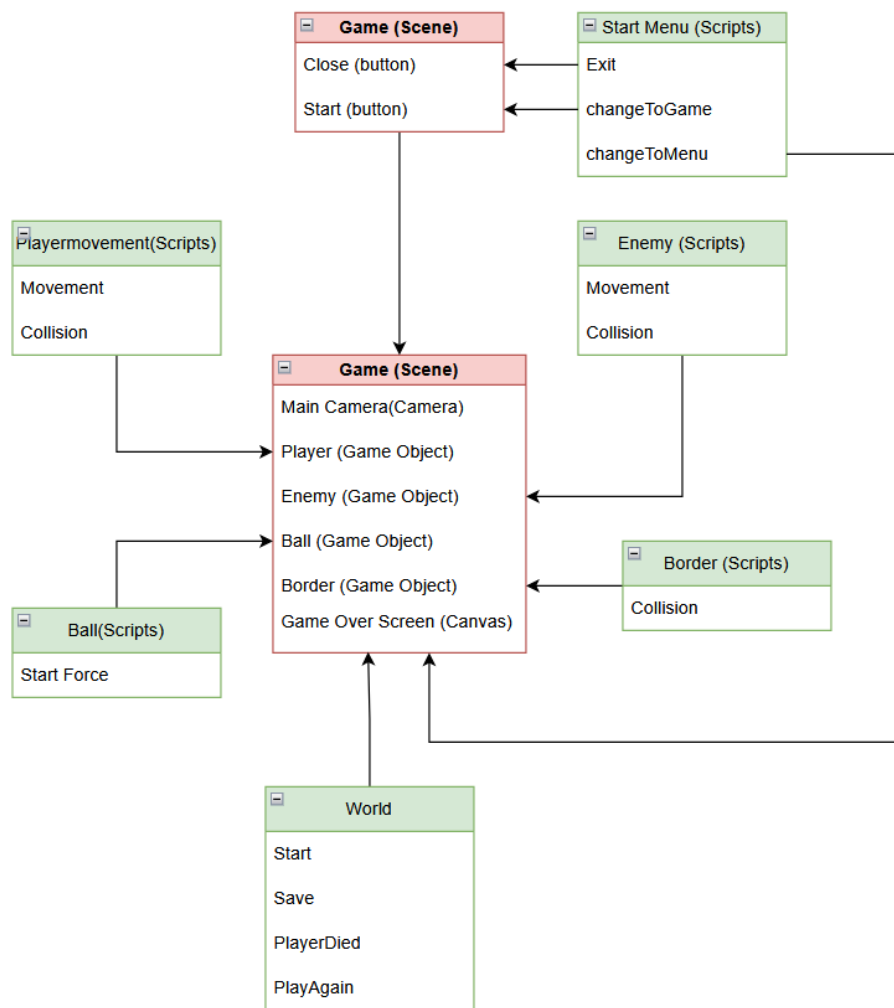 Game (Scene)
Close (button)
Start (button)
Start Menu (Scripts)
Exit
changeToGame
changeToMenu
Playermovement(Scripts)
Movement
Collision
Enemy (Scripts)
Movement
Collision
Game (Scene)
Main Camera(Camera)
Player (Game Object)
Enemy (Game Object)
Ball (Game Object)
Border (Game Object)
Game Over Screen (Canvas)
Border (Scripts)
Collision
Ball(Scripts)
Start Force
World
Start
Save
PlayerDied
PlayAgain